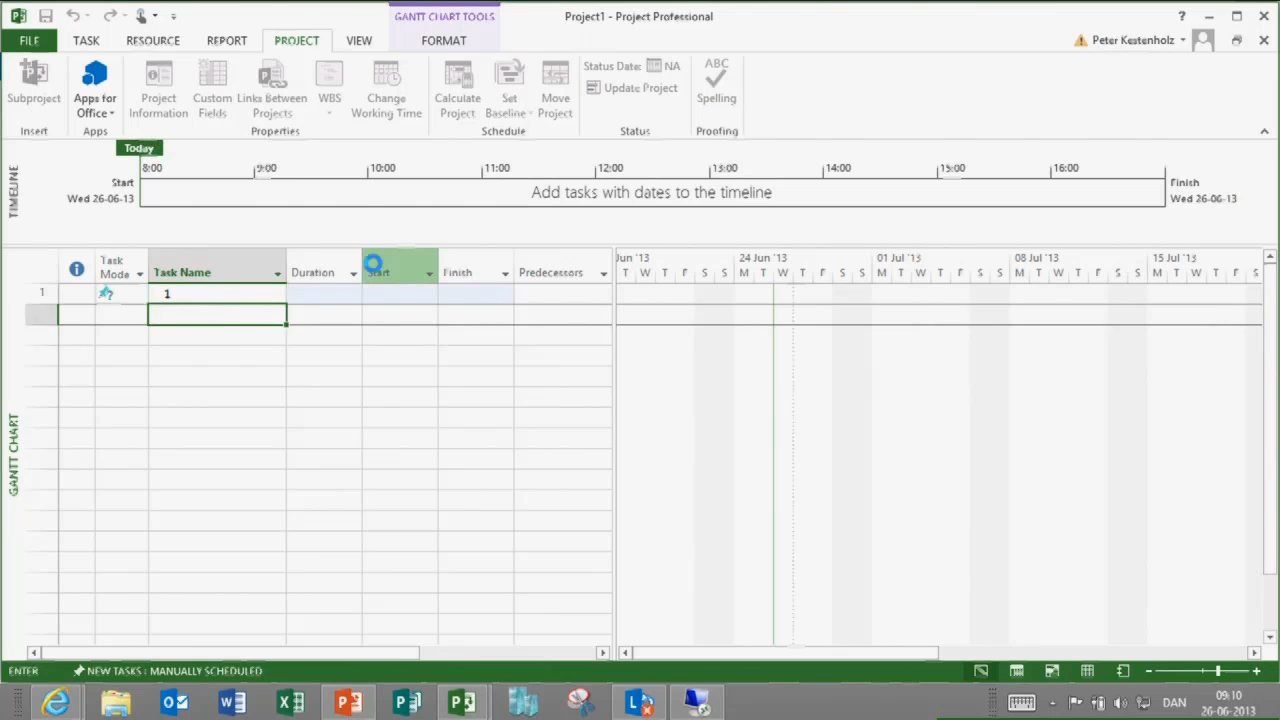 GANTT CHART TOOLS
Project1 - Project Professional
?
FILE
TASK
RESOURCE
REPORT
PROJECT
VIEW
FORMAT
Peter Kestenholz
Subproject
Apps for
Office
Project
Information
Custom
Fields
Links Between
Projects
WBS
Change
Working Time
Calculate
Project
Set
Baseline
Move
Project
Status Date:
NA
Update Project
ABC
Spelling
Insert
Apps
Properties
Schedule
Status
Proofing
TIMELINE
Today
8:00
9:00
10:00
11:00
12:00
13:00
14:00
15:00
16:00
Start
Wed 26-06-13
Add tasks with dates to the timeline
Finish
Wed 26-06-13
GANTT CHART
Task
Mode
Task Name
Duration
Start
Finish
Predecessors
Jun '13
24 Jun '13
01 Jul '13
08 Jul '13
15 Jul '13
T W T F S S M T W T F S S M T W T F S S M T W T F S S M T W T F S
1
1
ENTER
NEW TASKS : MANUALLY SCHEDULED
DAN
09:10
26-06-2013